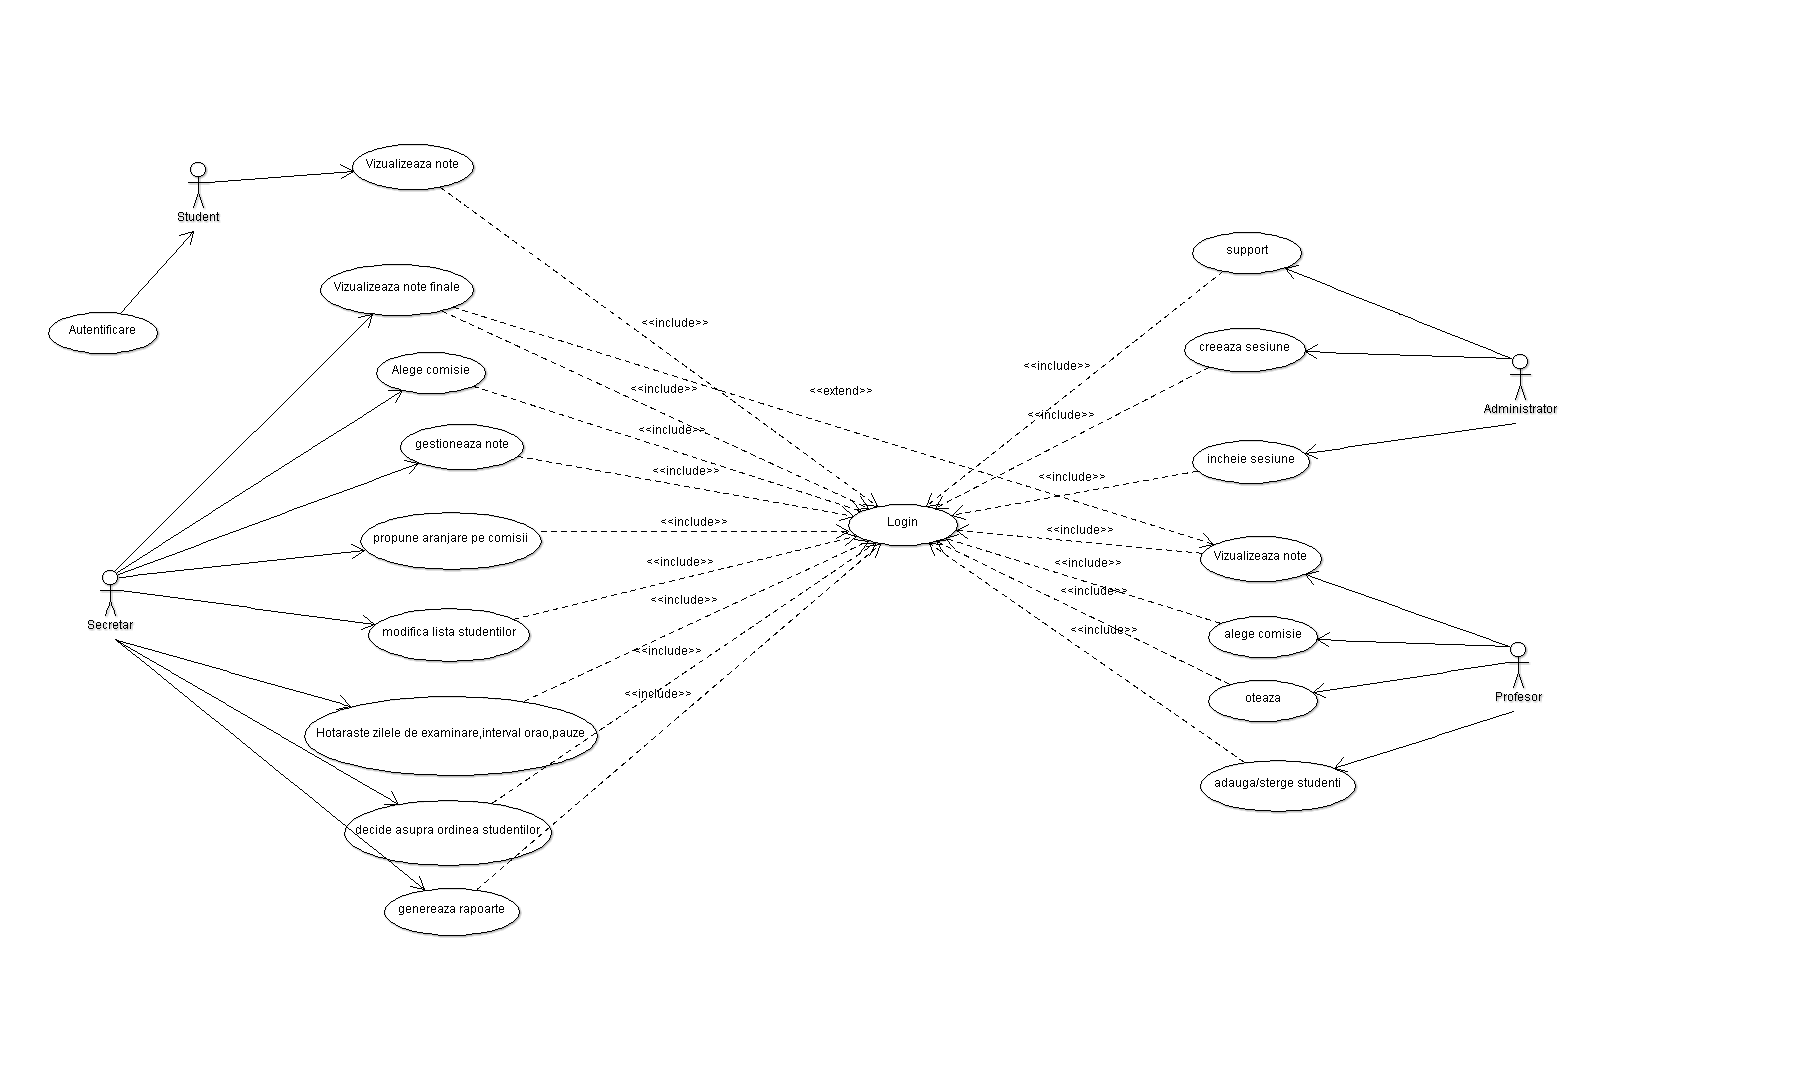 Vizualizeaza note
Student
Vizualizeaza note finale
Autentificare
Alege comisie
gestioneaza note
propune aranjare pe comisii
Secretar
modifica lista studentilor
Hotaraste zilele de examinare,interval orao,pauze
decide asupra ordinea studentilor
genereaza rapoarte
<<include>>
<<include>>
<<extend>>
<<include>>
<<include>>
<<include>>
<<include>>
<<include>>
<<include>>
<<include>>
Login
<<include>>
<<include>>
<<include>>
<<include>>
<<include>>
<<include>>
<<include>>
support
creeaza sesiune
Administrator
incheie sesiune
Vizualizeaza note
alege comisie
oteaza
Profesor
adauga/sterge studenti